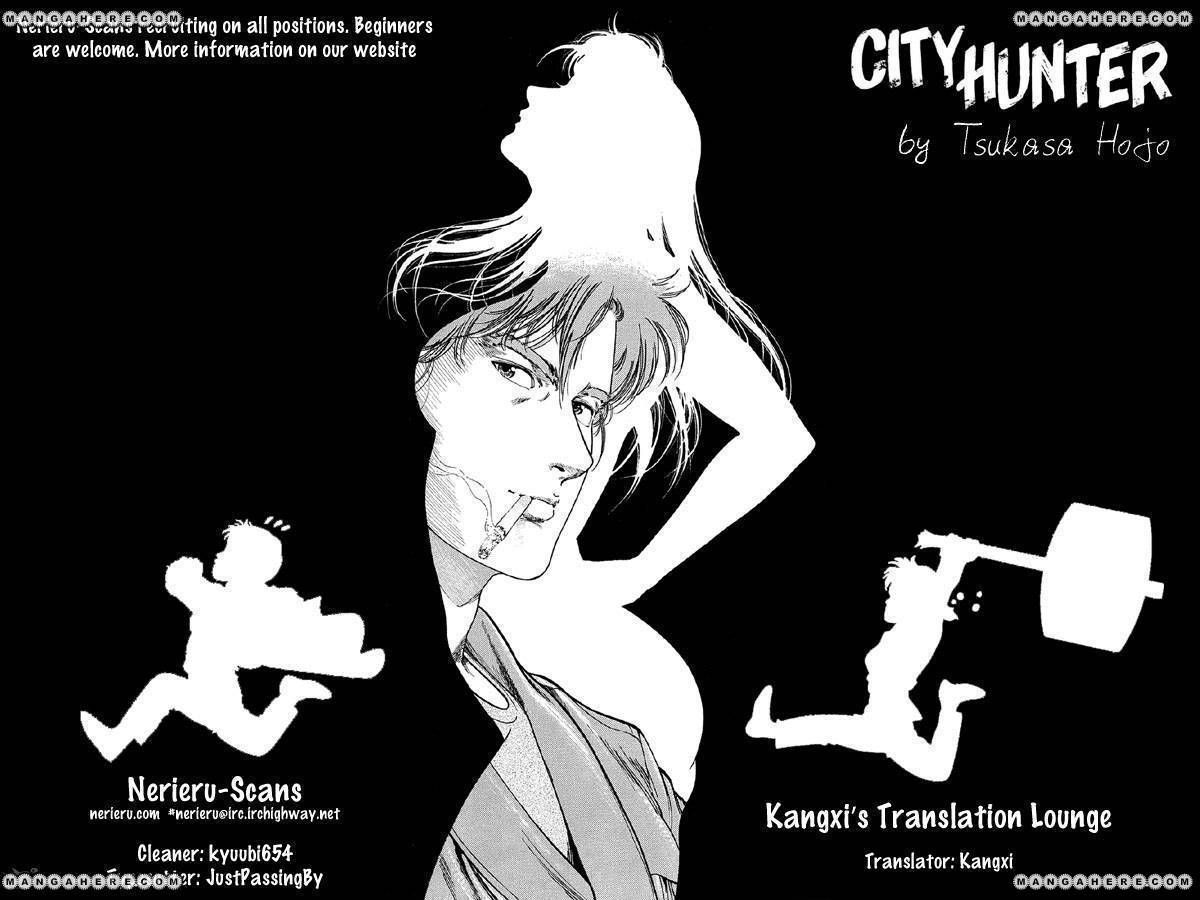 MANGAHERE.COM
Nerieru-Scans recruiting on all positions. Beginners
are welcome. More information on our website
MANGAHERE.COM
CITY HUNTER
by Tsukasa Hojo
Nerieru-Scans
nerieru.com #nerieru@irc.irchighway.net
Cleaner: kyuubi654
JustPassingBy
MANGAHERE.COM
Kangxi's Translation Lounge
Translator: Kangxi
MANGAHERE.COM